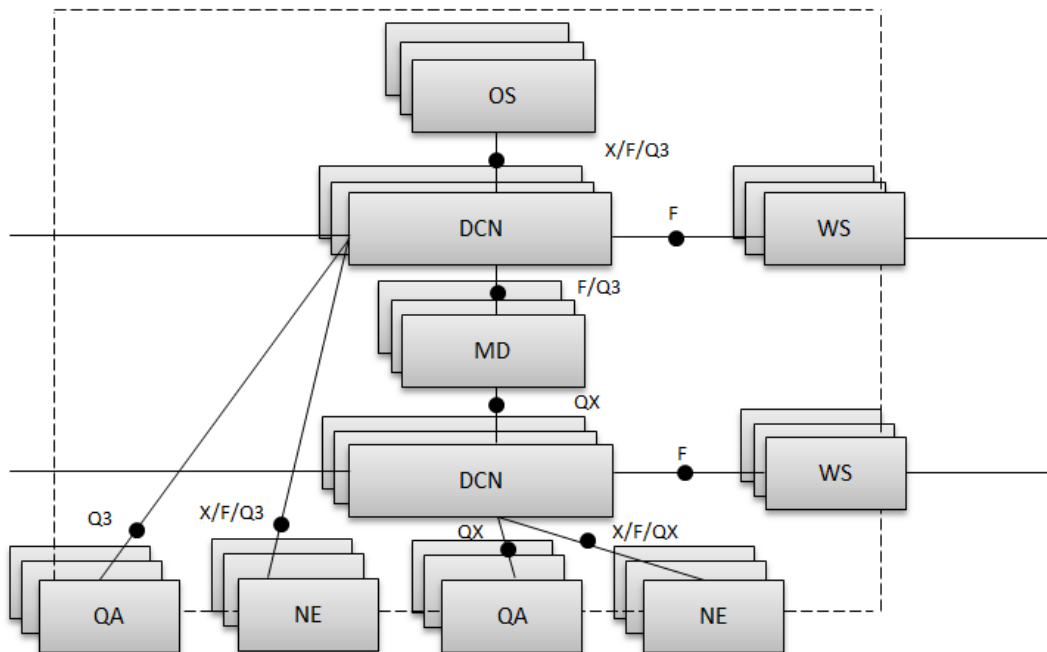 OS
X/F/Q3
DCN
F
WS
F/Q3
MD
QX
DCN
F
WS
Q3
X/F/Q3
QX
X/F/QX
QA
NE
QA
NE